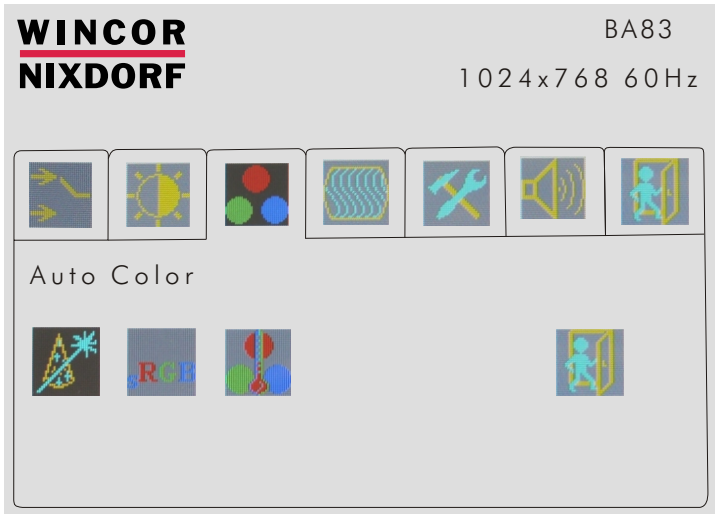 WINCOR
NIXDORF
BA83
1024x768 60Hz
Auto Color
sRGB